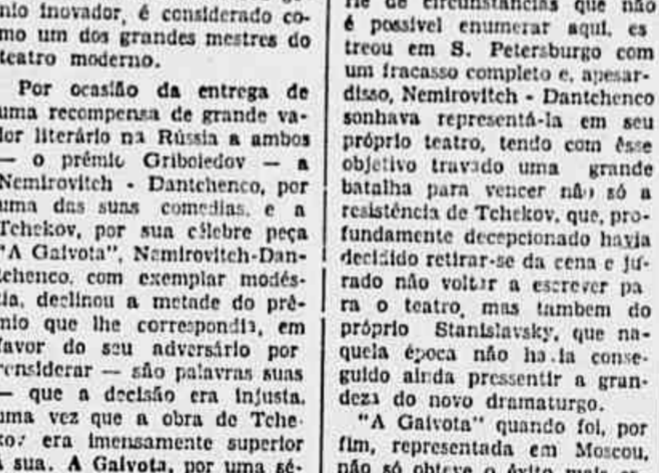 nio inovador, é considerado co-
mo um dos grandes mestres do
teatro moderno.
Por ocasião da entrega de
uma recompensa de grande va-
lor literário na Rússia a ambos
— o prêmio Griboiedov — a
Nemirovitch - Dantchenco, por
uma das suas comedias, e a
Tchekov, por sua célebre peça
"A Gaivota", Nemirovitch-Dan-
tchenco, com exemplar modés-
tia, declinou a metade do prê-
mio que lhe correspondia, em
favor do seu adversário por
considerar — são palavras suas
— que a decisão era injusta,
uma vez que a obra de Tche-
kov era imensamente superior
à sua. A Gaivota, por uma sé-
rie de circunstâncias que não
é possivel enumerar aqui, es
treou em S. Petersburgo com
um fracasso completo e, apesar-
disso, Nemirovitch - Dantchenco
sonhava representá-la em seu
próprio teatro, tendo com êsse
objetivo travado uma grande
batalha para vencer não só a
resistência de Tchekov, que, pro-
fundamente decepcionado havia
decidido retirar-se da cena e ju-
rado não voltar a escrever pa
ra o teatro, mas tambem do
próprio Stanislavsky, que na-
quela época não havia conse-
guido ainda pressentir a gran-
deza do novo dramaturgo.
"A Gaivota" quando foi, por
fim, representada em Moscou,
não só obteve o êxito mais